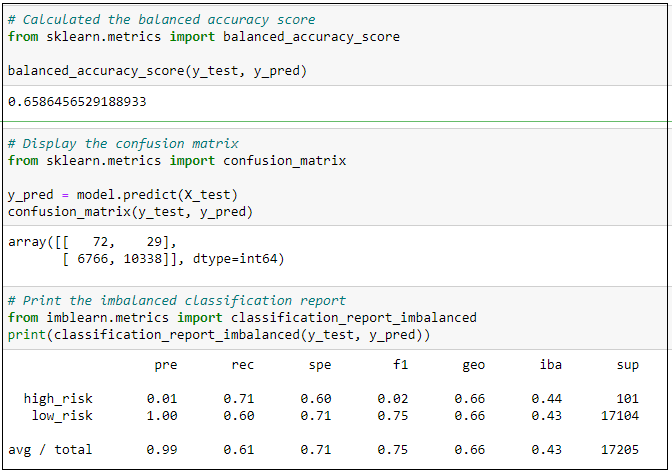 # Calculated the balanced accuracy score
from sklearn.metrics import balanced_accuracy_score
balanced_accuracy_score(y_test, y_pred)
0.6586456529188933
# Display the confusion matrix
from sklearn.metrics import confusion_matrix
y_pred = model.predict(X_test)
confusion_matrix(y_test, y_pred)
array([[   72,    29],
       [ 6766, 10338]], dtype=int64)
# Print the imbalanced classification report
from imblearn.metrics import classification_report_imbalanced
print(classification_report_imbalanced(y_test, y_pred))
                   pre       rec       spe        f1       geo       iba       sup
  high_risk       0.01      0.71      0.60      0.02      0.66      0.44       101
   low_risk       1.00      0.60      0.71      0.75      0.66      0.43     17104
avg / total       0.99      0.61      0.71      0.75      0.66      0.43     17205